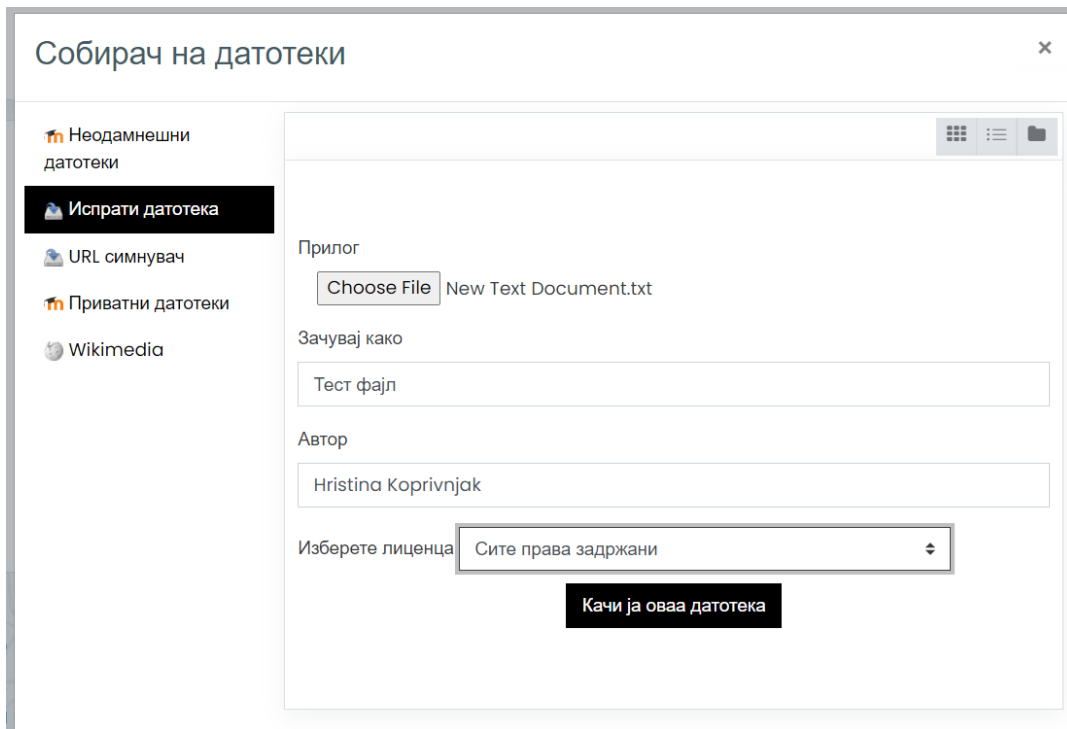 Собирач на датотеки
×
Неодамнешни
датотеки
Испрати датотека
URL симнувач
Приватни датотеки
Wikimedia
Прилог
Choose File New Text Document.txt
Зачувај како
Тест фајл
Автор
Hristina Koprivnjak
Изберете лиценца Сите права задржани
Качи ја оваа датотека